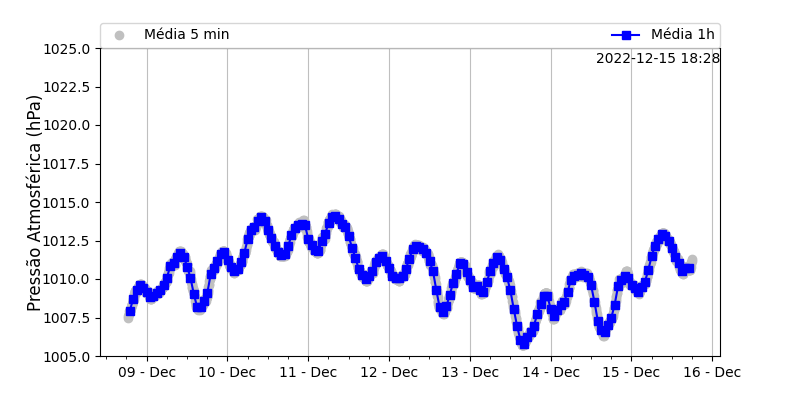 Média 5 min
Média 1h
2022-12-15 18:28
Pressão Atmosférica (hPa)
1025.0
1022.5
1020.0
1017.5
1015.0
1012.5
1010.0
1007.5
1005.0
09 - Dec
10 - Dec
11 - Dec
12 - Dec
13 - Dec
14 - Dec
15 - Dec
16 - Dec